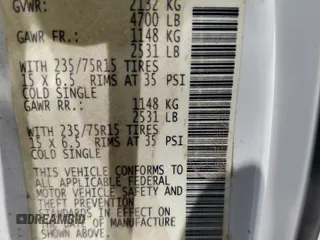 GVWR: 2132 KG
4700 LB
GAWR FR.: 1148 KG
2531 LB
WITH 235/75R15 TIRES
15 X 6.5 RIMS AT 35 PSI
COLD SINGLE
GAWR RR.: 1148 KG
2531 LB
WITH 235/75R15 TIRES
15 X 6.5 RIMS AT 35 PSI
COLD SINGLE
THIS VEHICLE CONFORMS TO
ALL APPLICABLE FEDERAL
MOTOR VEHICLE SAFETY AND
THEFT PREVENTION
STANDARDS IN EFFECT ON
THE DATE OF MANUFACTURE
SHOWN ABOVE.
DREAMBID